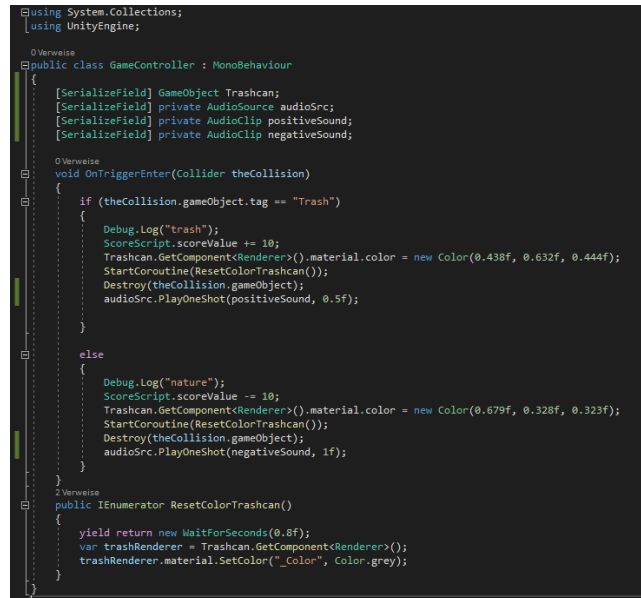 using System.Collections;
using UnityEngine;
0 Verweise
public class GameController : MonoBehaviour
{
[SerializeField] GameObject Trashcan;
[SerializeField] private AudioSource audioSrc;
[SerializeField] private AudioClip positiveSound;
[SerializeField] private AudioClip negativeSound;
0 Verweise
void OnTriggerEnter(Collider theCollision)
{
if (theCollision.gameObject.tag == "Trash")
{
Debug.Log("trash");
ScoreScript.scoreValue += 10;
Trashcan.GetComponent<Renderer>().material.color = new Color(0.438f, 0.632f, 0.444f);
StartCoroutine(ResetColorTrashcan());
Destroy(theCollision.gameObject);
audioSrc.PlayOneShot(positiveSound, 0.5f);
}
else
{
Debug.Log("nature");
ScoreScript.scoreValue -= 10;
Trashcan.GetComponent<Renderer>().material.color = new Color(0.679f, 0.328f, 0.323f);
StartCoroutine(ResetColorTrashcan());
Destroy(theCollision.gameObject);
audioSrc.PlayOneShot(negativeSound, 1f);
}
}
2 Verweise
public IEnumerator ResetColorTrashcan()
{
yield return new WaitForSeconds(0.8f);
var trashRenderer = Trashcan.GetComponent<Renderer>();
trashRenderer.material.SetColor("_Color", Color.grey);
}
}